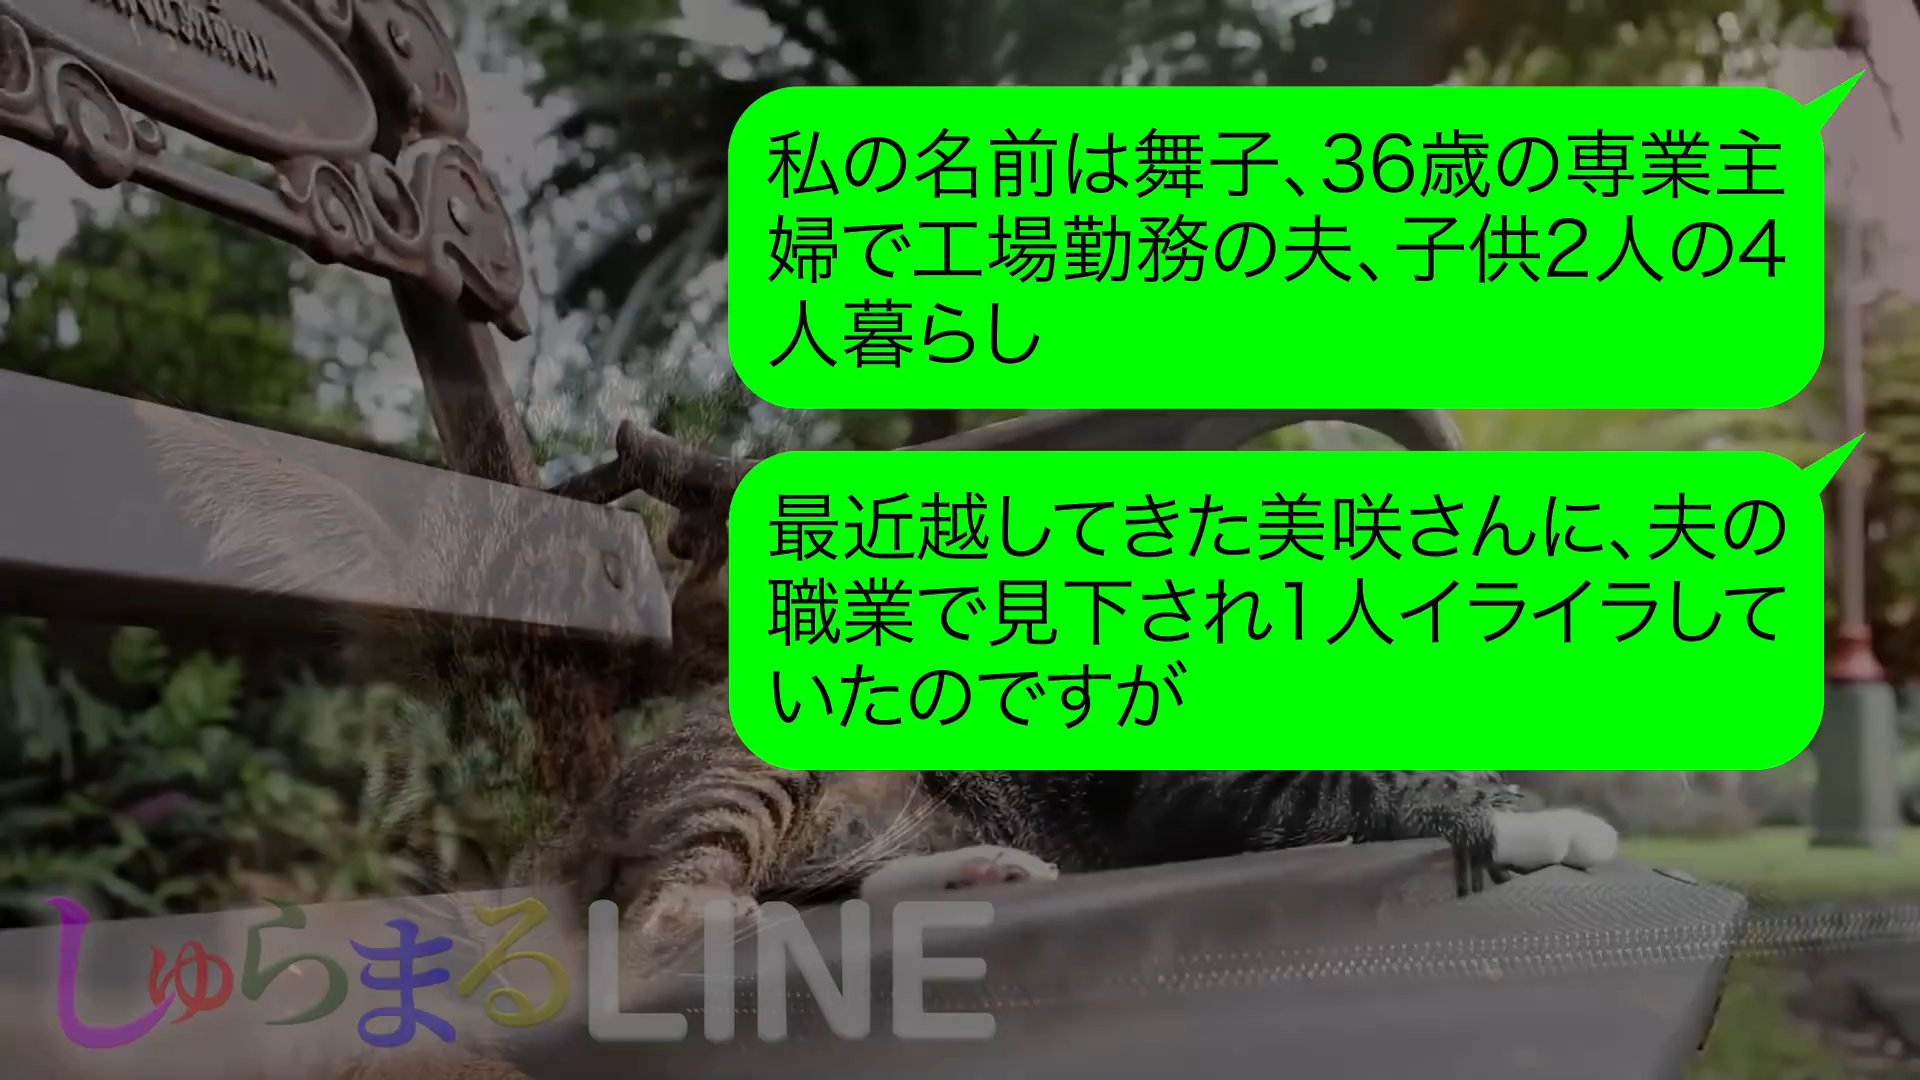 私の名前は舞子、36歳の専業主
婦で工場勤務の夫、子供2人の4
人暮らし
最近越してきた美咲さんに、夫の
職業で見下され1人イライラして
いたのですが
しゅらまるLINE